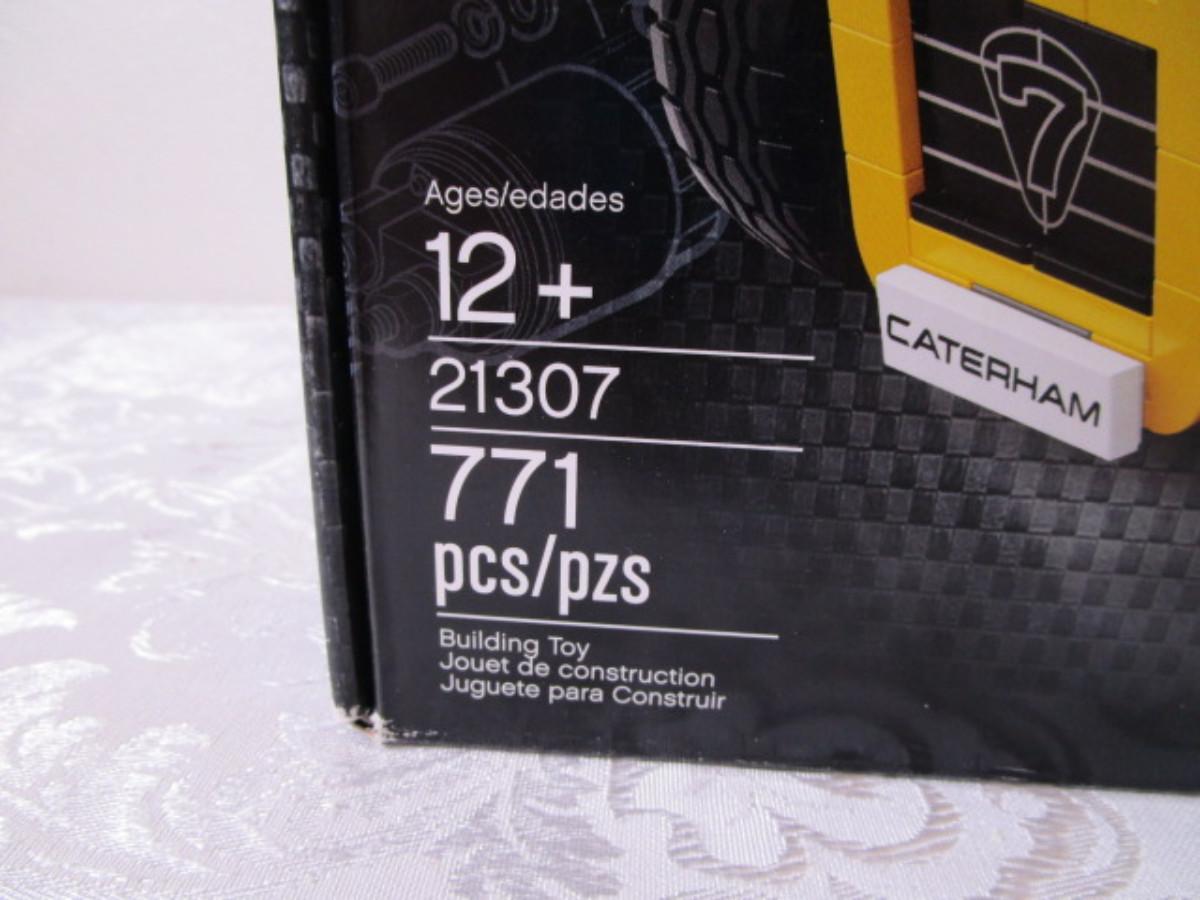 7
Ages/edades
12+
CATERHAM
21307
771
pcs/pzs
Building Toy
Jouet de construction
Juguete para Construir